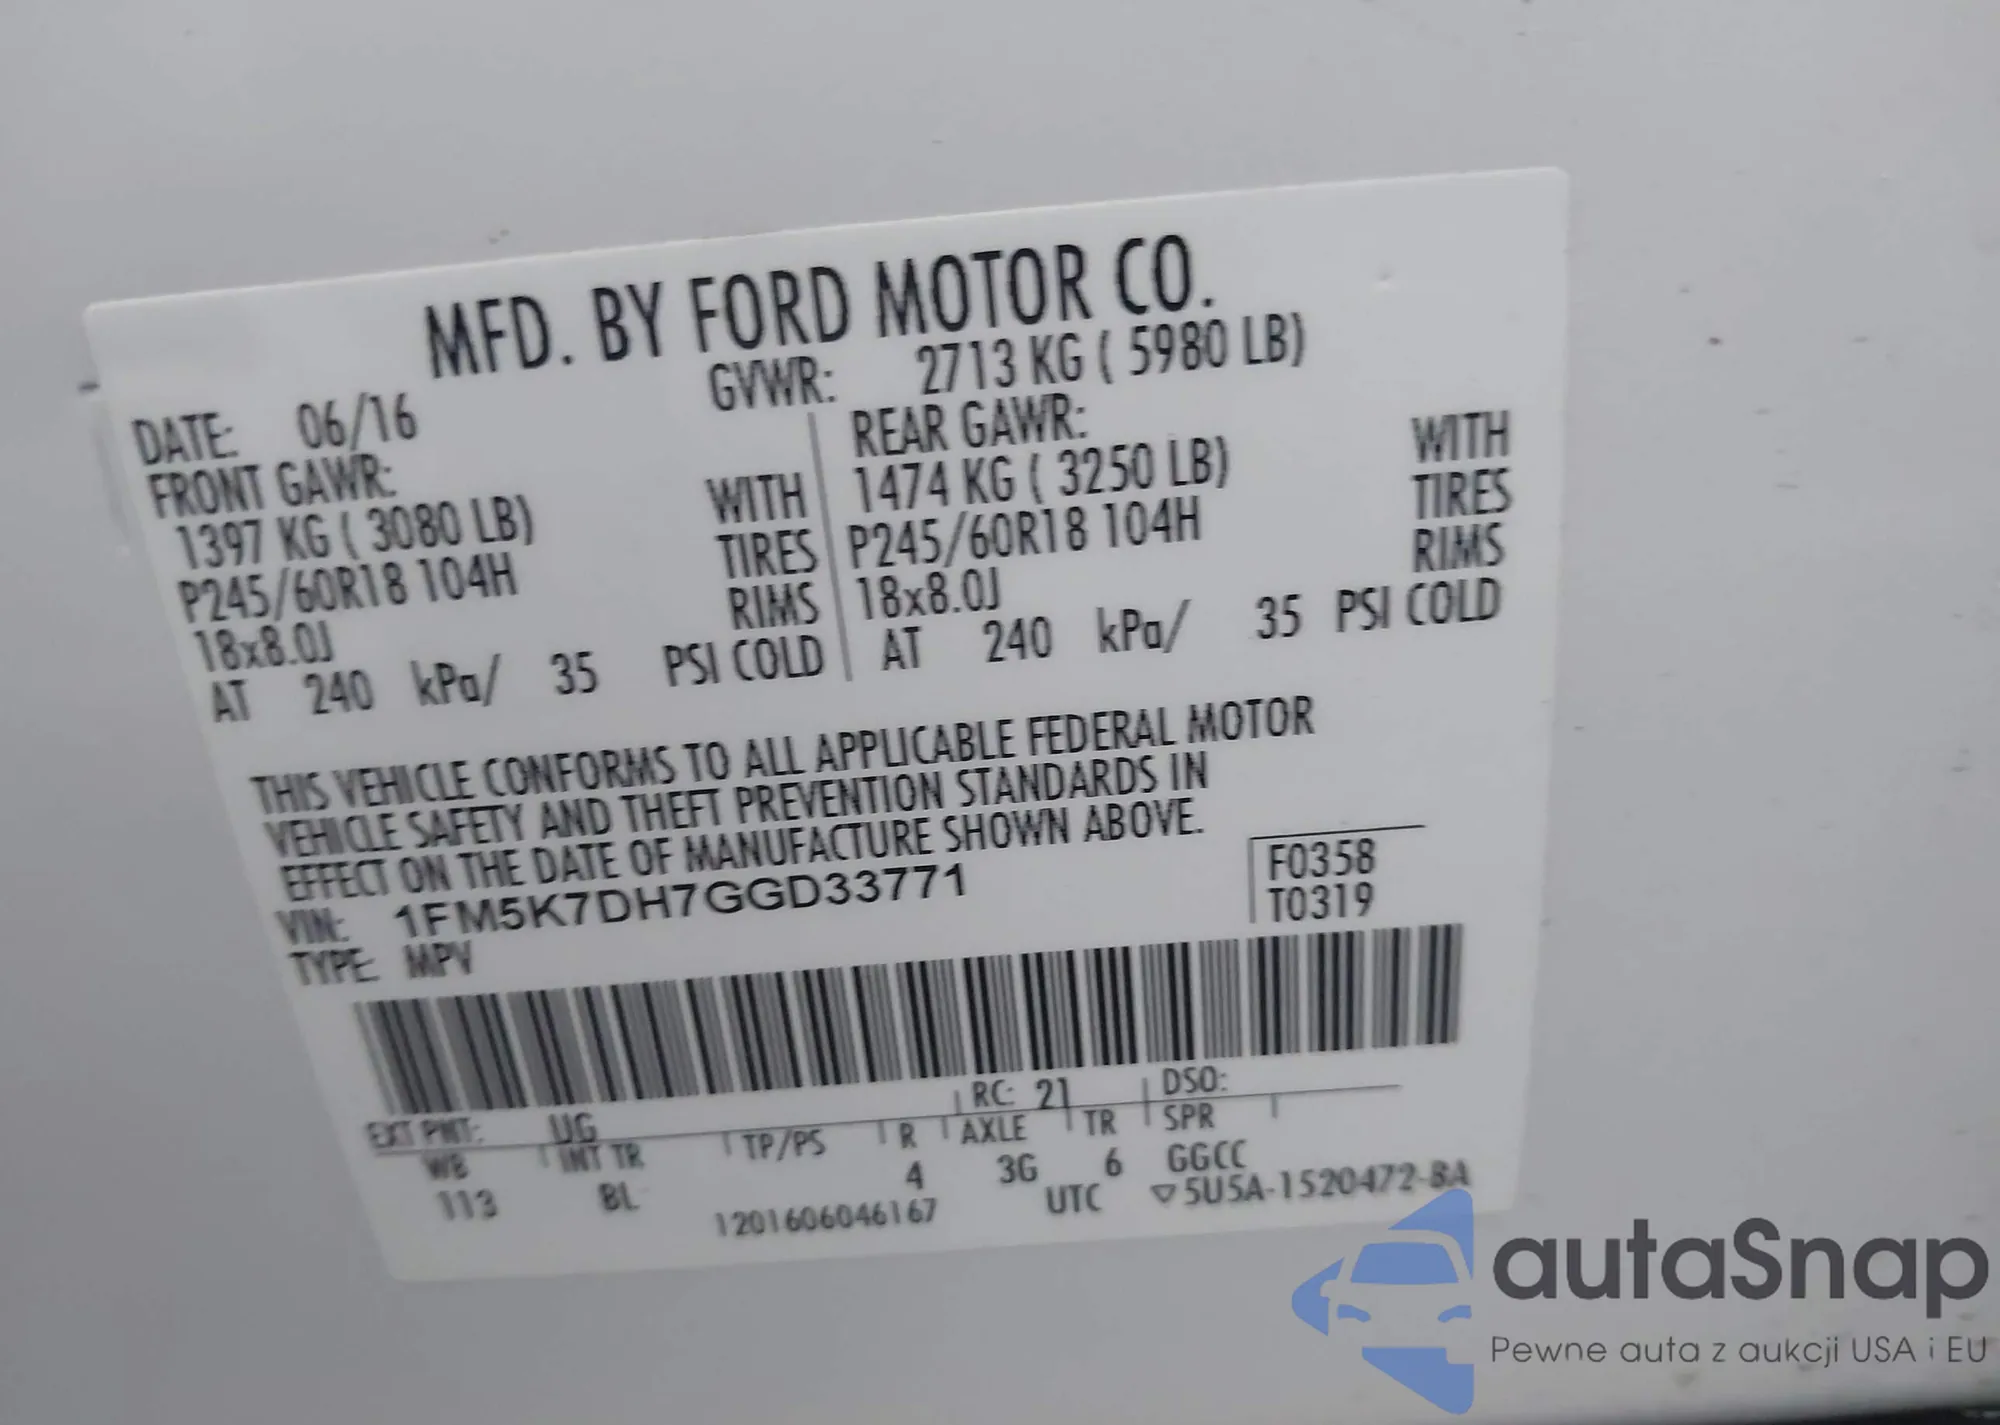 MFD. BY FORD MOTOR CO.
DATE: 06/16 GVWR: 2713 KG ( 5980 LB)
FRONT GAWR: REAR GAWR:
1397 KG ( 3080 LB) WITH 1474 KG ( 3250 LB) WITH
P245/60R18 104H TIRES P245/60R18 104H TIRES
18x8.0J RIMS 18x8.0J RIMS
AT 240 kPa/ 35 PSI COLD AT 240 kPa/ 35 PSI COLD
THIS VEHICLE CONFORMS TO ALL APPLICABLE FEDERAL MOTOR
VEHICLE SAFETY AND THEFT PREVENTION STANDARDS IN
EFFECT ON THE DATE OF MANUFACTURE SHOWN ABOVE.
VIN: 1FM5K7DH7GGD33771 F0358
TYPE: MPV T0319
EXT PNT: UG RC: 21 DSO:
WB INT TR TP/PS R AXLE TR SPR
113 BL 4 3G 6 GGCC
1201606046167 UTC ▽5U5A-1520472-BA
autaSnap
Pewne auta z aukcji USA i EU